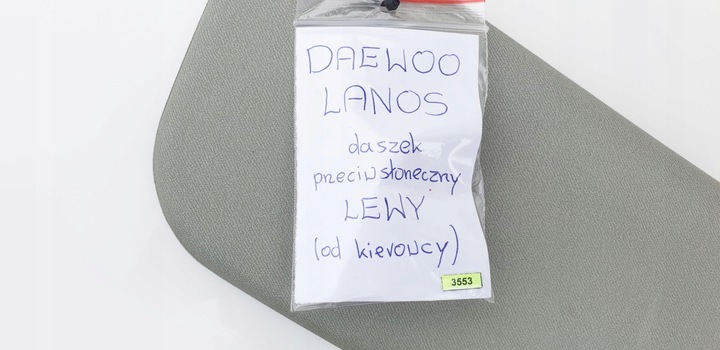 DAEWOO
LANOS
daszek
przeciwsłoneczny
LEWY
(od kierowcy)
3553